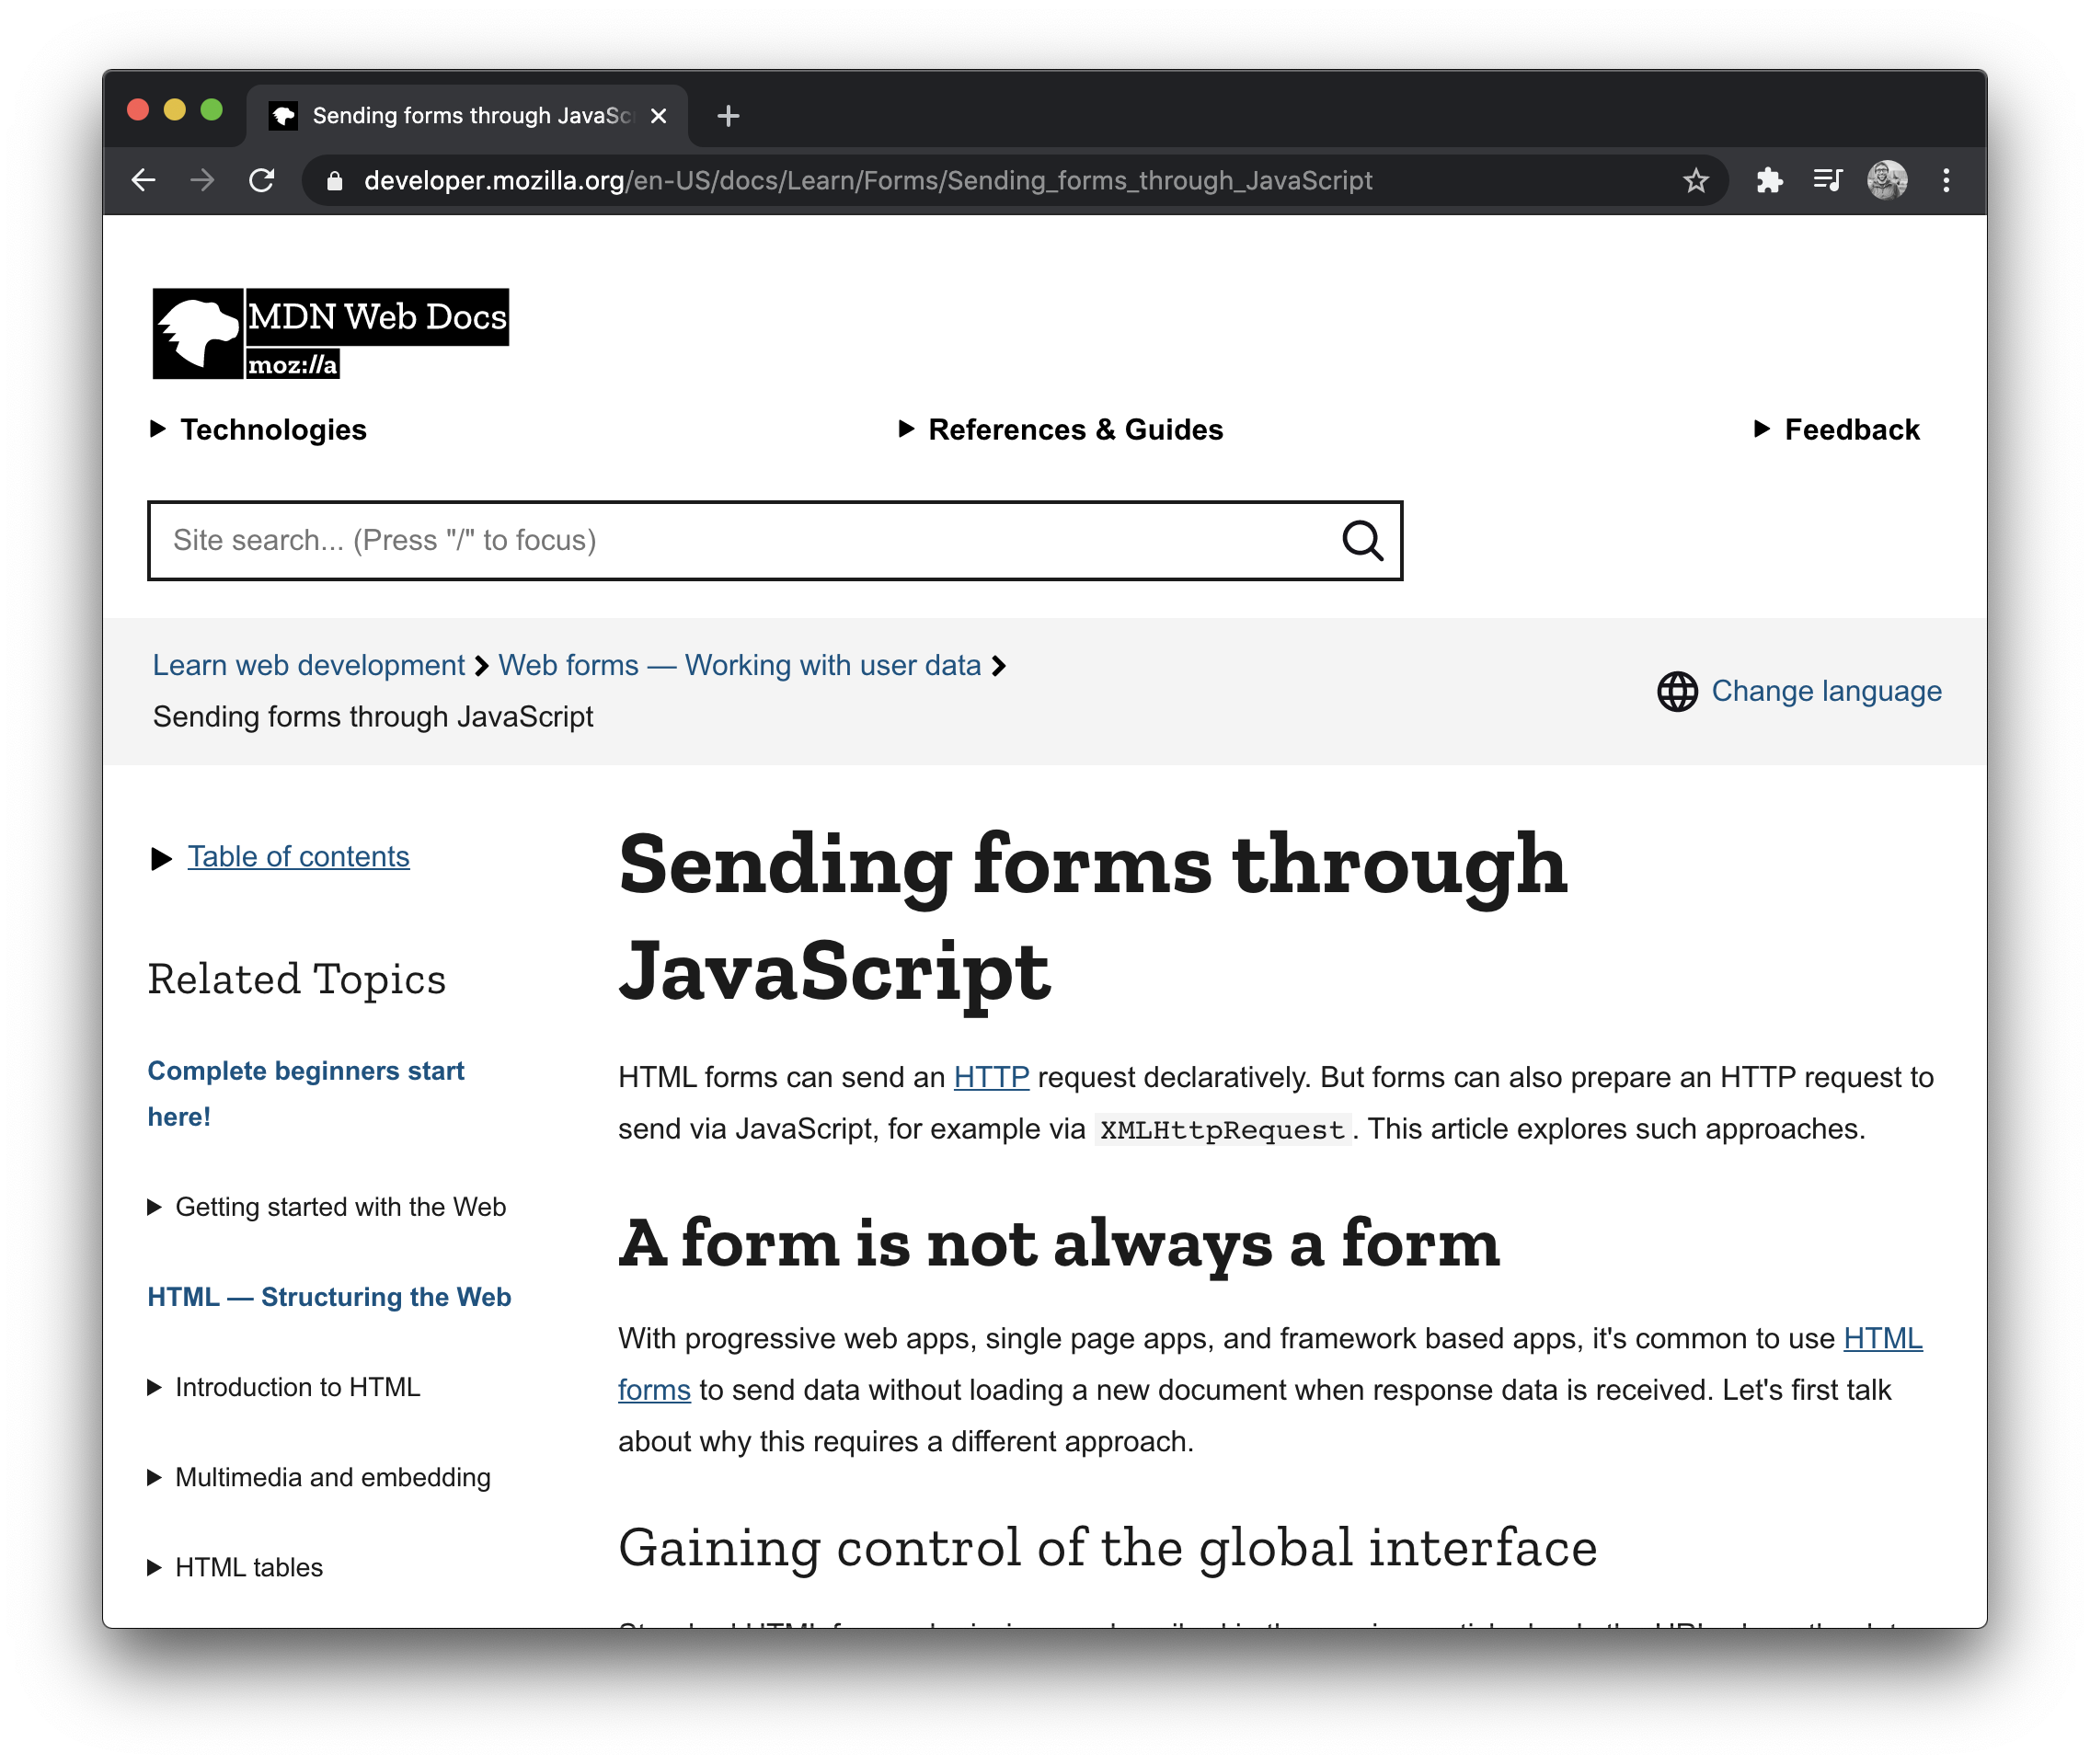 Sending forms through JavaSc
developer.mozilla.org/en-US/docs/Learn/Forms/Sending_forms_through_JavaScript
MDN Web Docs
moz://a
Technologies
References & Guides
Feedback
Site search... (Press "/" to focus)
Learn web development
Web forms — Working with user data
Sending forms through JavaScript
Change language
Table of contents
Related Topics
Complete beginners start
here!
Getting started with the Web
HTML — Structuring the Web
Introduction to HTML
Multimedia and embedding
HTML tables
Sending forms through
JavaScript
HTML forms can send an HTTP request declaratively. But forms can also prepare an HTTP request to
send via JavaScript, for example via XMLHttpRequest. This article explores such approaches.
A form is not always a form
With progressive web apps, single page apps, and framework based apps, it's common to use HTML
forms to send data without loading a new document when response data is received. Let's first talk
about why this requires a different approach.
Gaining control of the global interface